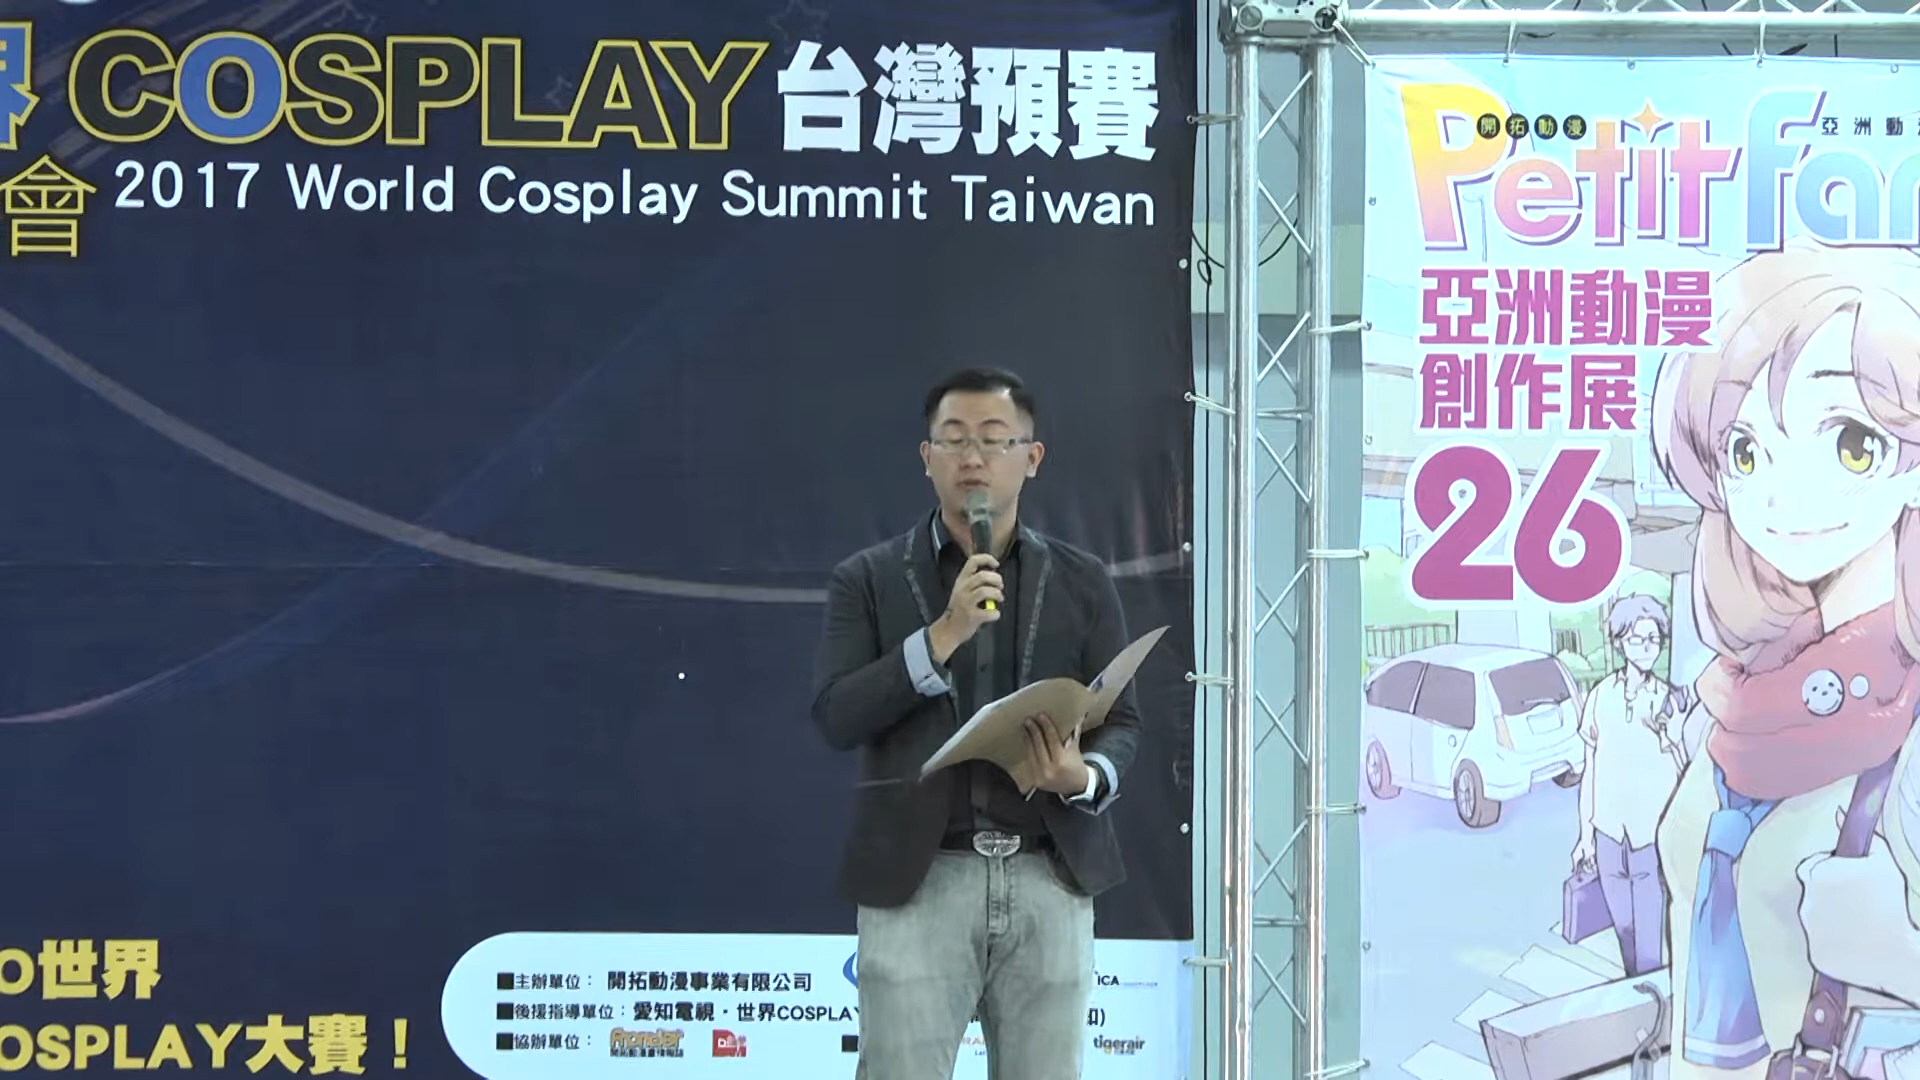 界 COSPLAY 台灣預賽
會 2017 World Cosplay Summit Taiwan
O世界
OSPLAY大賽！
■主辦單位： 開拓動漫事業有限公司
ICA
■後援指導單位：愛知電視・世界COSPLAY
■協辦單位： frontier
tigerair
開拓動漫
亞洲動
Petit Fan
亞洲動漫
創作展
26